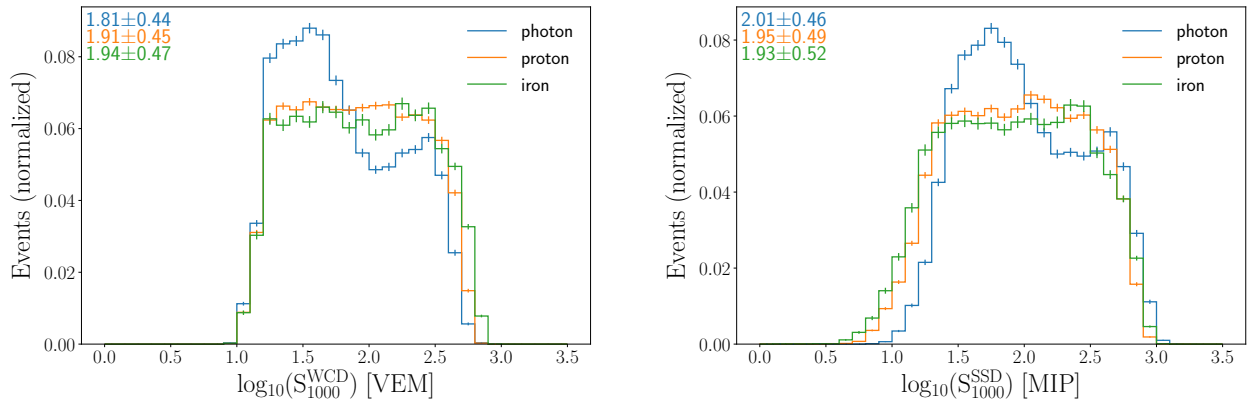 1.81±0.44
1.91±0.45
1.94±0.47
photon
proton
iron
Events (normalized)
0.08
0.06
0.04
0.02
0.00
0.0 0.5 1.0 1.5 2.0 2.5 3.0 3.5
log₁₀(S₁₀₀₀^WCD) [VEM]
2.01±0.46
1.95±0.49
1.93±0.52
photon
proton
iron
Events (normalized)
0.08
0.06
0.04
0.02
0.00
0.0 0.5 1.0 1.5 2.0 2.5 3.0 3.5
log₁₀(S₁₀₀₀^SSD) [MIP]